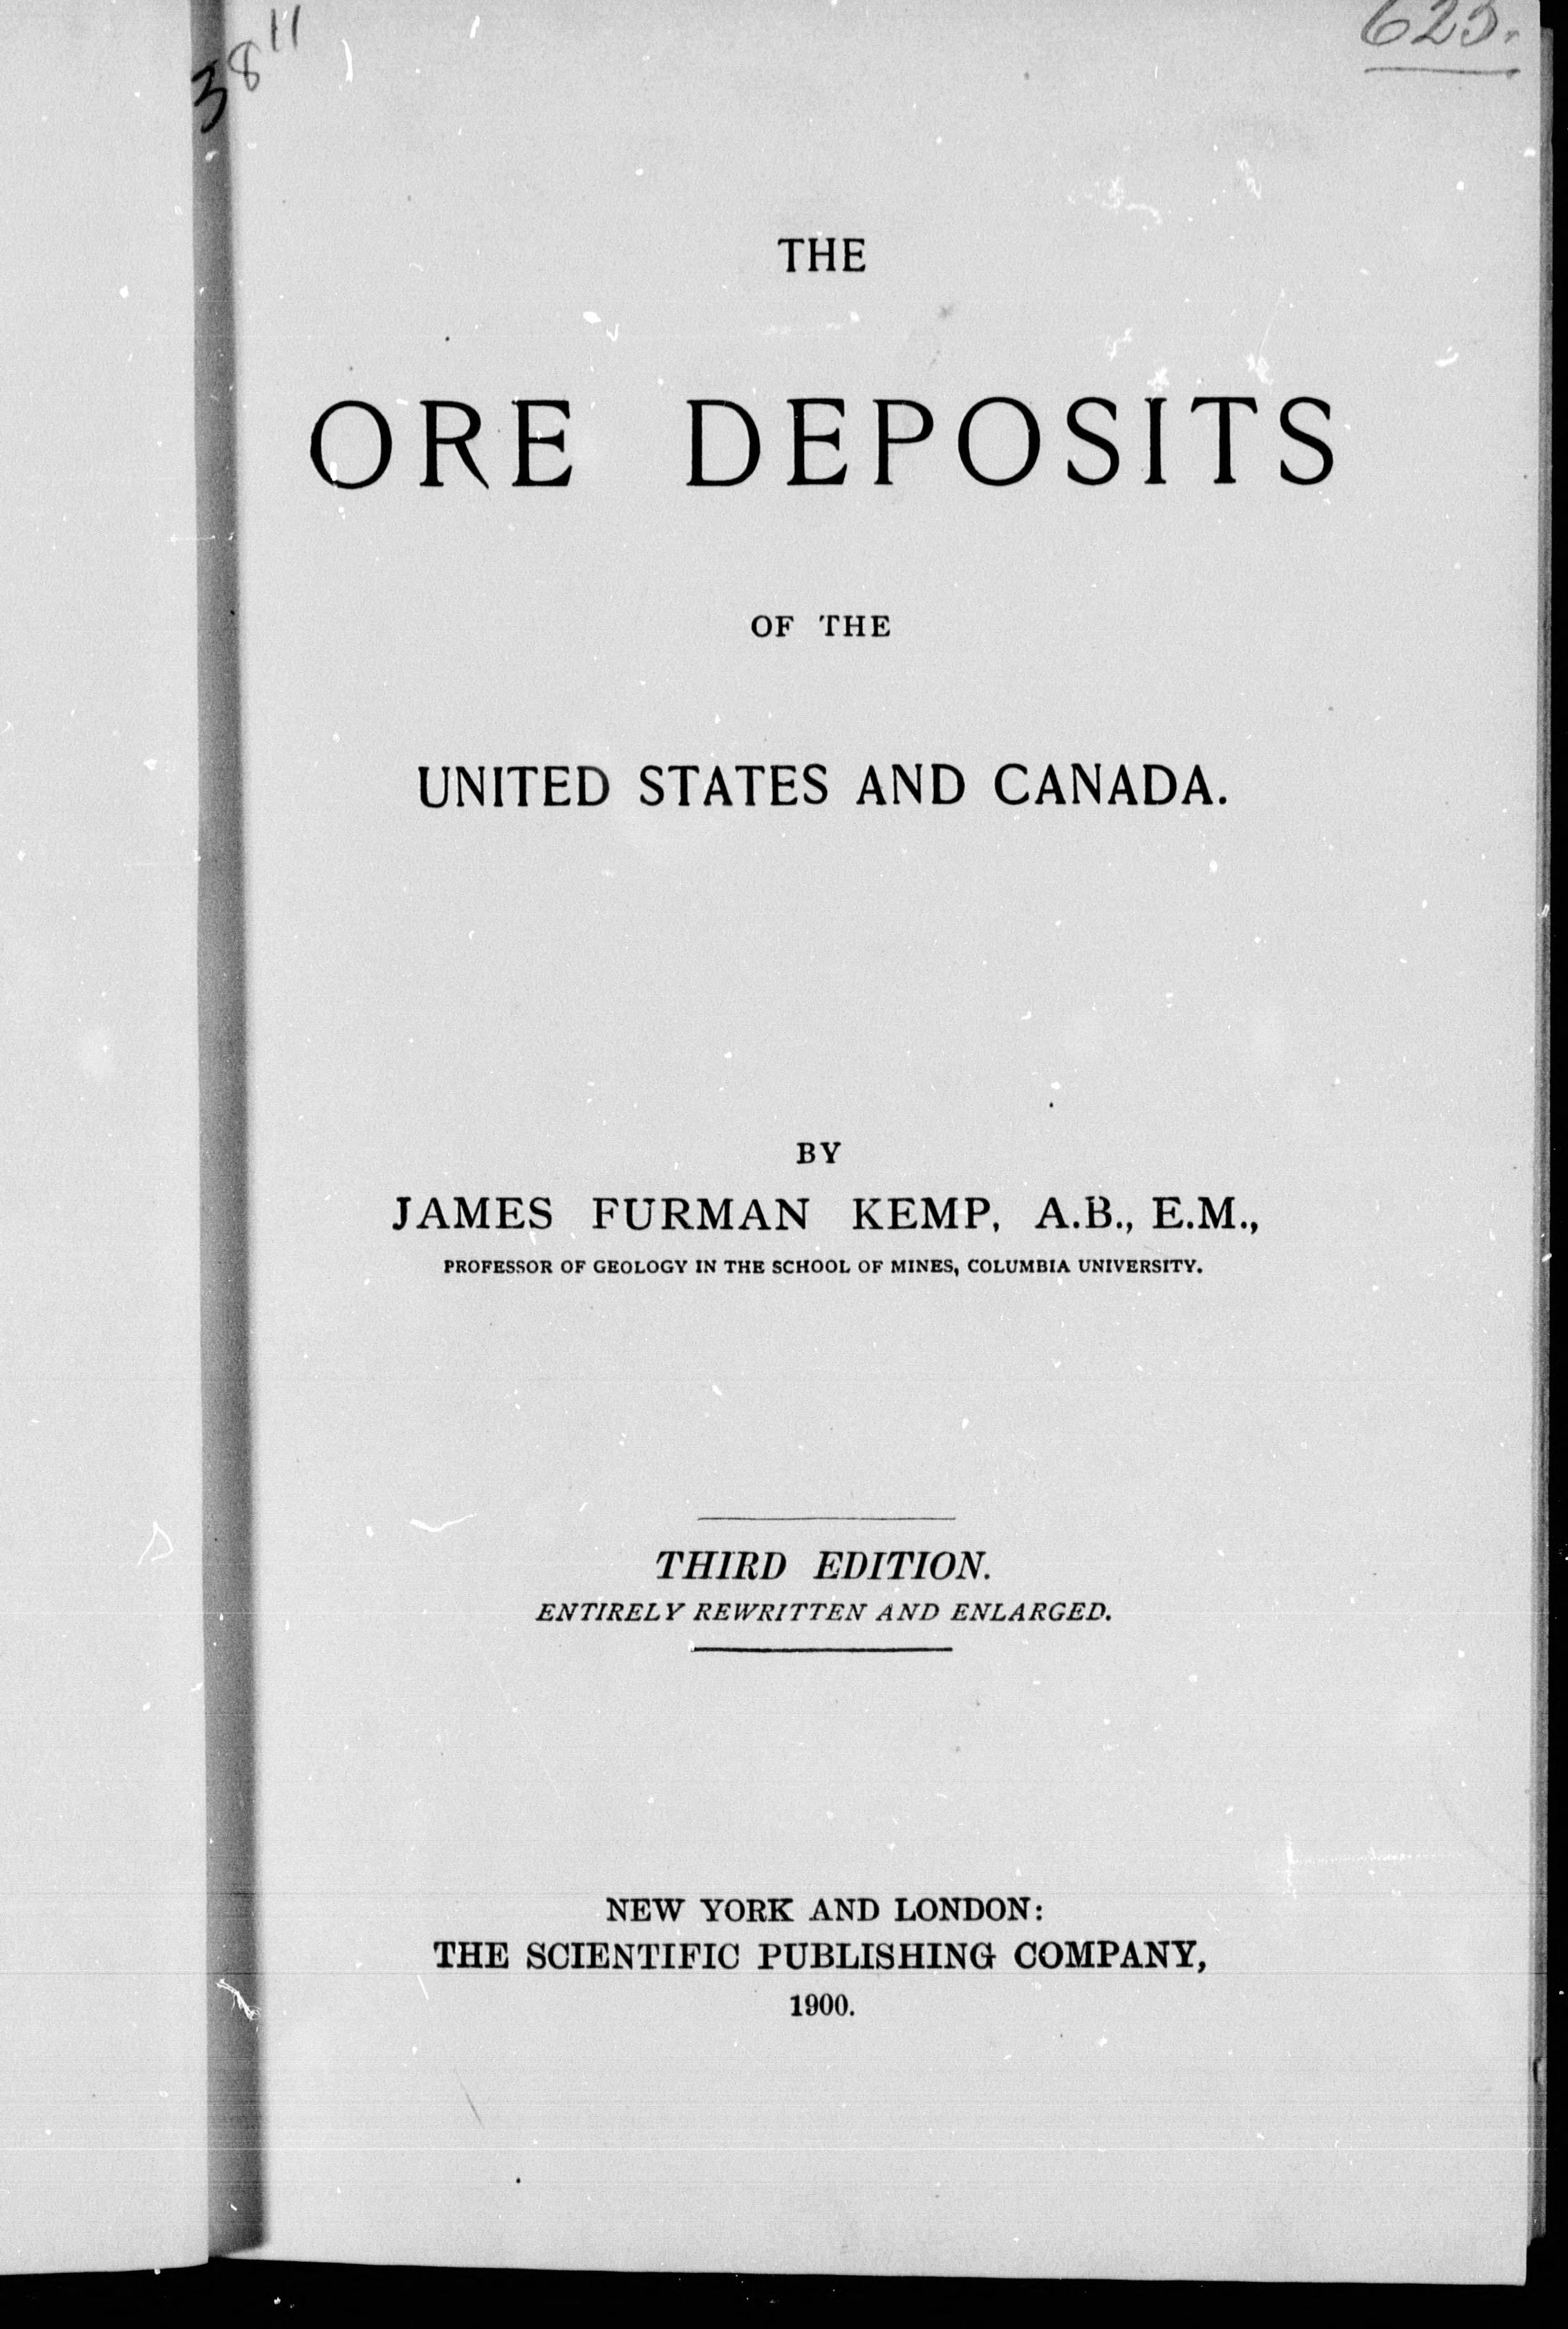 THE
ORE DEPOSITS
OF THE
UNITED STATES AND CANADA.
BY
JAMES FURMAN KEMP, A.B., E.M.,
PROFESSOR OF GEOLOGY IN THE SCHOOL OF MINES, COLUMBIA UNIVERSITY.
THIRD EDITION.
ENTIRELY REWRITTEN AND ENLARGED.
NEW YORK AND LONDON:
THE SCIENTIFIC PUBLISHING COMPANY,
1900.